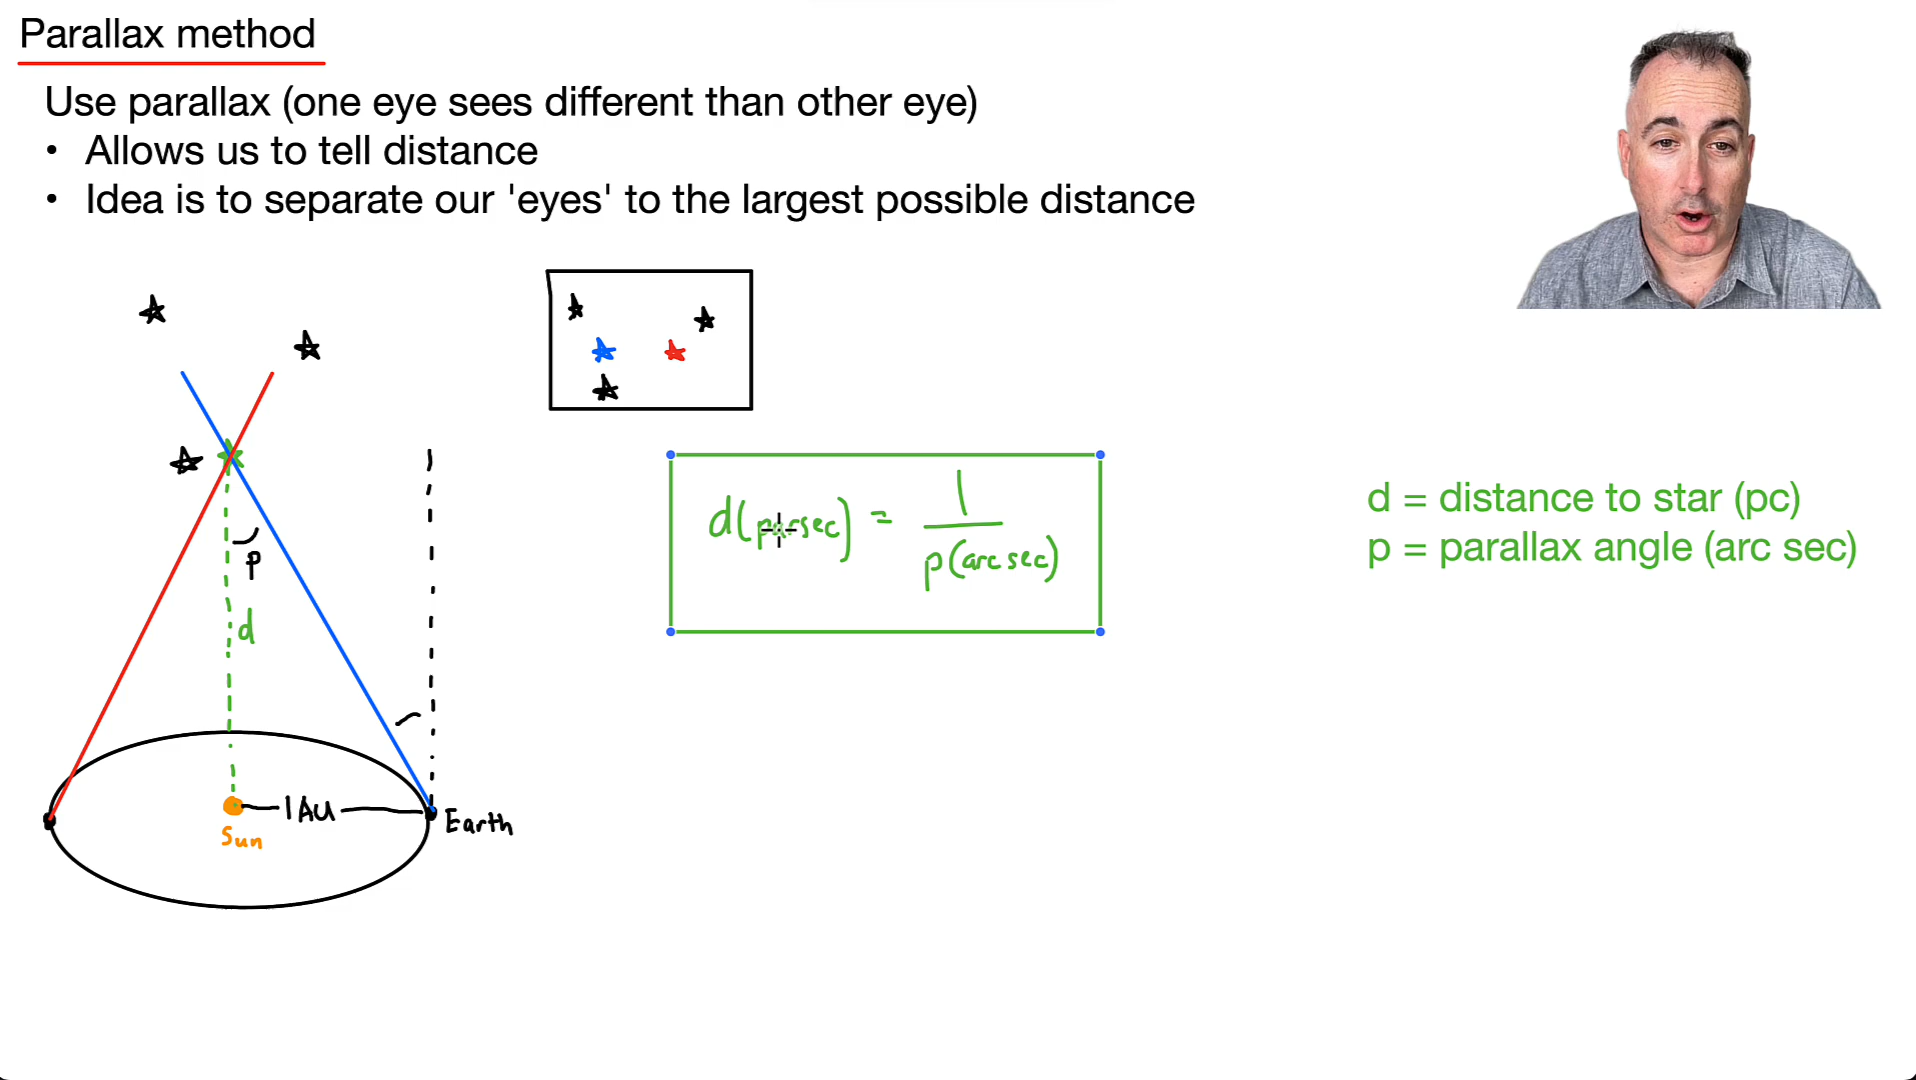 Parallax method
Use parallax (one eye sees different than other eye)
• Allows us to tell distance
• Idea is to separate our 'eyes' to the largest possible distance
d(parsec) = 1
p(arc sec)
d = distance to star (pc)
p = parallax angle (arc sec)
p
d
1 AU
Earth
Sun